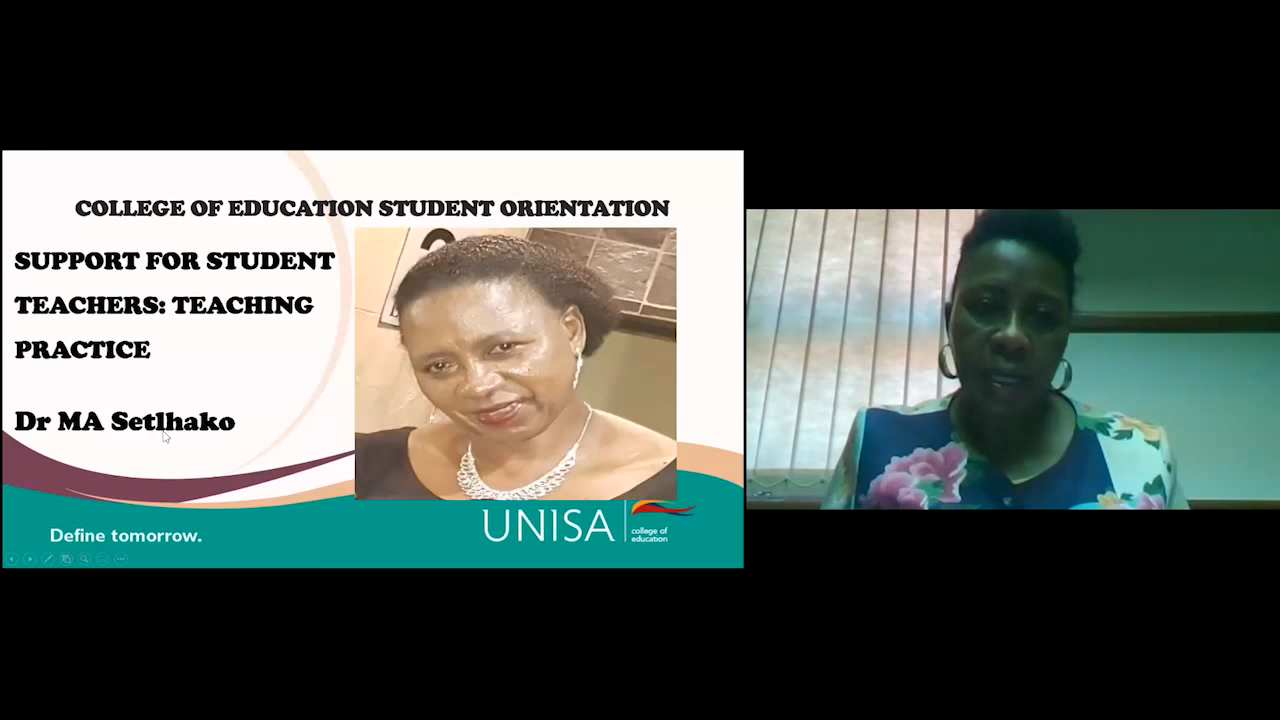 COLLEGE OF EDUCATION STUDENT ORIENTATION
SUPPORT FOR STUDENT
TEACHERS: TEACHING
PRACTICE
Dr MA Setlhako
Define tomorrow.
UNISA
college of
education